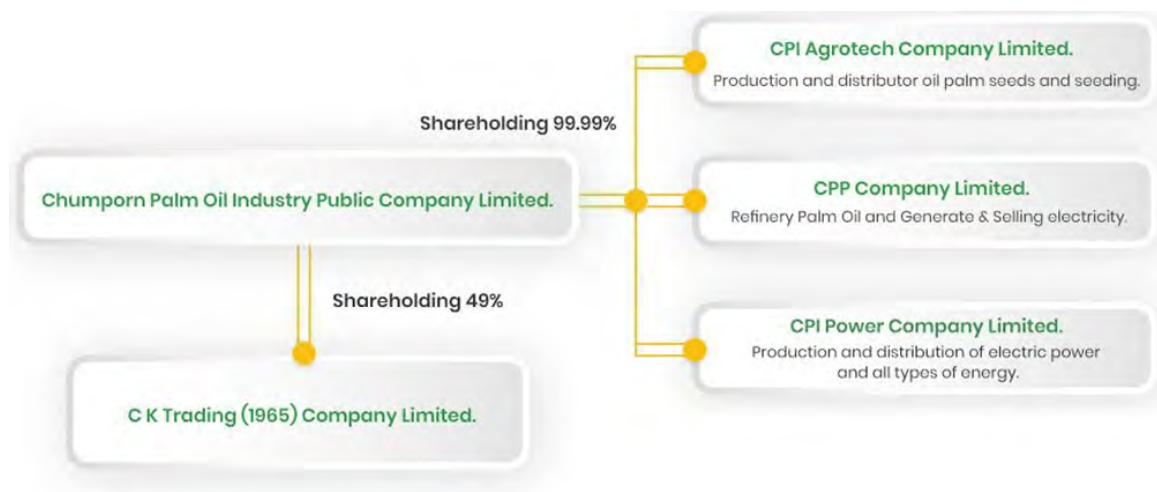 CPI Agrotech Company Limited.
Production and distributor oil palm seeds and seeding.
Shareholding 99.99%
Chumporn Palm Oil Industry Public Company Limited.
CPP Company Limited.
Refinery Palm Oil and Generate & Selling electricity.
Shareholding 49%
CPI Power Company Limited.
Production and distribution of electric power
and all types of energy.
C K Trading (1965) Company Limited.